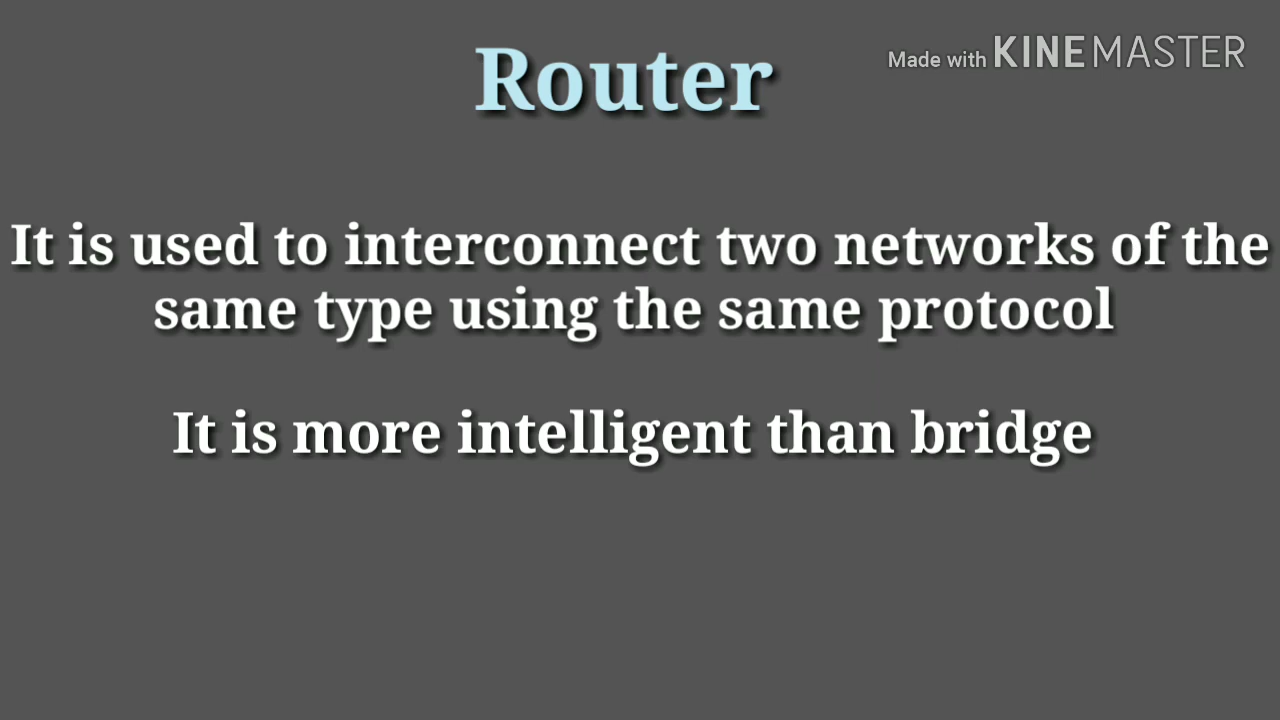 Router
Made with KINEMASTER
It is used to interconnect two networks of the
same type using the same protocol
It is more intelligent than bridge